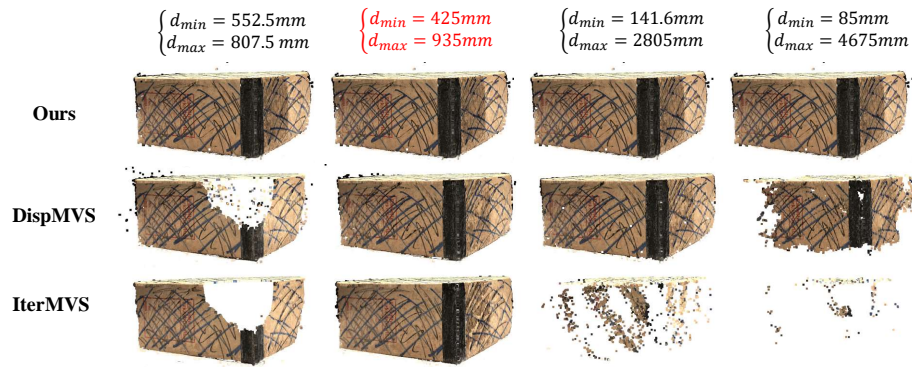 d_min = 552.5mm
d_max = 807.5 mm
d_min = 425mm
d_max = 935mm
d_min = 141.6mm
d_max = 2805mm
d_min = 85mm
d_max = 4675mm
Ours
DispMVS
IterMVS